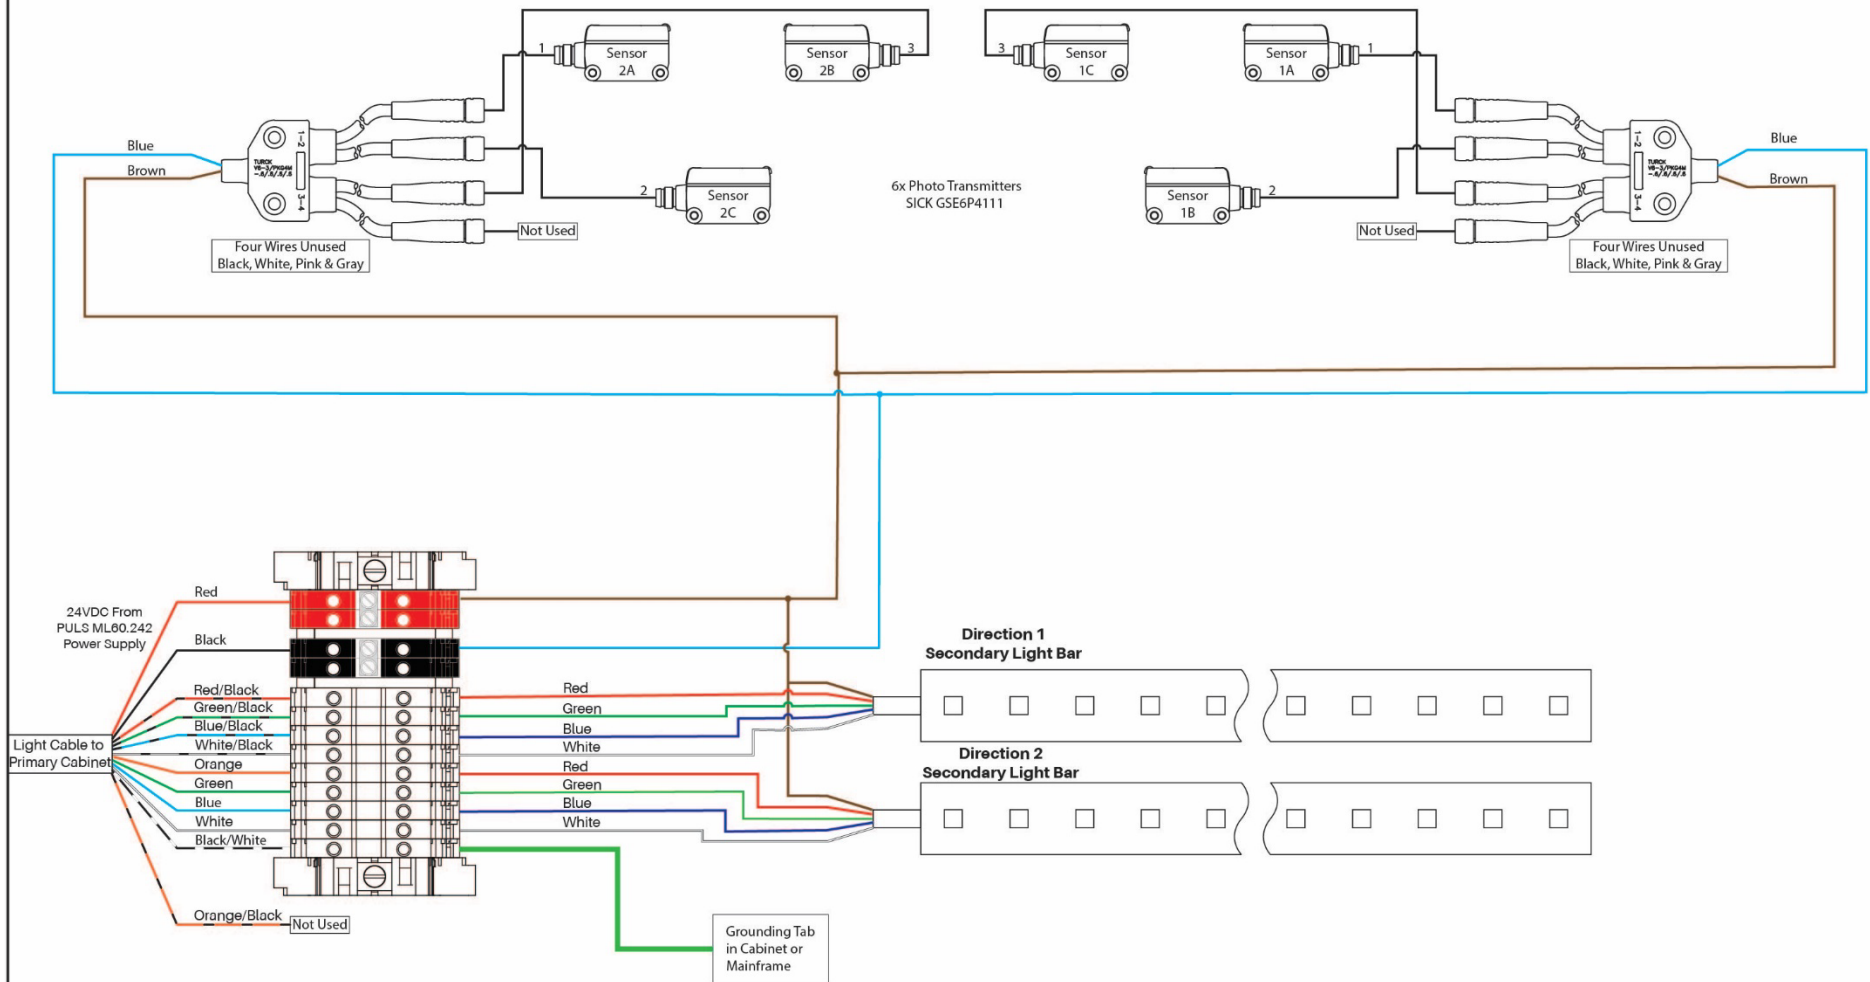 1
Sensor
2A
Sensor
2B
3
3
Sensor
1C
Sensor
1A
1
Blue
Brown
1-2
TURCK
3-4
2
Sensor
2C
Not Used
Four Wires Unused
Black, White, Pink & Gray
6x Photo Transmitters
SICK GSE6P4111
Sensor
1B
2
Not Used
1-2
TURCK
3-4
Blue
Brown
Four Wires Unused
Black, White, Pink & Gray
24VDC From
PULS ML60.242
Power Supply
Red
Black
Red/Black
Green/Black
Blue/Black
White/Black
Orange
Green
Blue
White
Black/White
Orange/Black
Not Used
Light Cable to
Primary Cabinet
Red
Green
Blue
White
Red
Green
Blue
White
Direction 1
Secondary Light Bar
Direction 2
Secondary Light Bar
Grounding Tab
in Cabinet or
Mainframe